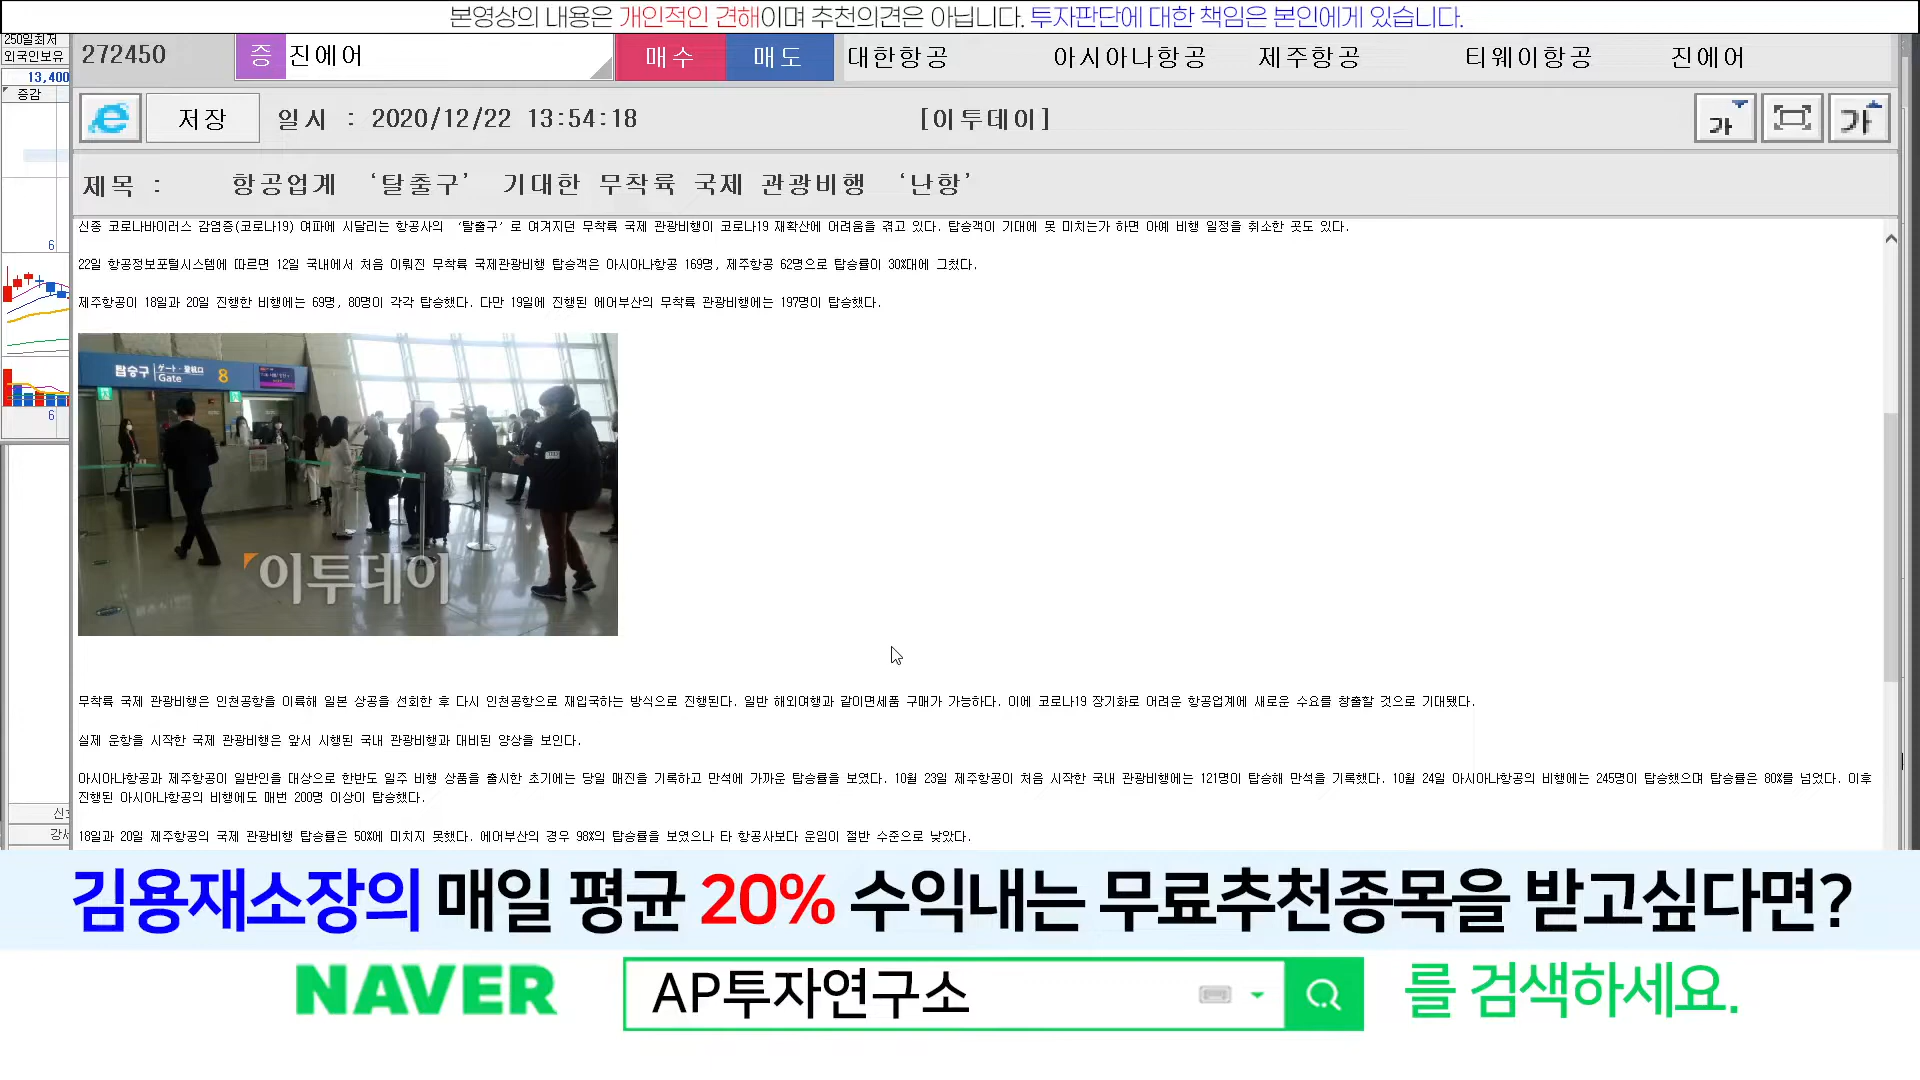 본영상의 내용은 개인적인 견해이며 추천의견은 아닙니다. 투자판단에 대한 책임은 본인에게 있습니다.
250일최저
외국인보유
13,400
증감
6
6
272450 증 진에어 매수 매도 대한항공 아시아나항공 제주항공 티웨이항공 진에어
저장 일시 : 2020/12/22 13:54:18 [이투데이] 가 가
제목 : 항공업계 ‘탈출구’ 기대한 무착륙 국제 관광비행 ‘난항’
신종 코로나바이러스 감염증(코로나19) 여파에 시달리는 항공사의 ‘탈출구’로 여겨지던 무착륙 국제 관광비행이 코로나19 재확산에 어려움을 겪고 있다. 탑승객이 기대에 못 미치는가 하면 아예 비행 일정을 취소한 곳도 있다.
22일 항공정보포털시스템에 따르면 12일 국내에서 처음 이뤄진 무착륙 국제관광비행 탑승객은 아시아나항공 169명, 제주항공 62명으로 탑승률이 30%대에 그쳤다.
제주항공이 18일과 20일 진행한 비행에는 69명, 80명이 각각 탑승했다. 다만 19일에 진행된 에어부산의 무착륙 관광비행에는 197명이 탑승했다.
탑승구 Gate 8
이투데이
무착륙 국제 관광비행은 인천공항을 이륙해 일본 상공을 선회한 후 다시 인천공항으로 재입국하는 방식으로 진행된다. 일반 해외여행과 같이면세품 구매가 가능하다. 이에 코로나19 장기화로 어려운 항공업계에 새로운 수요를 창출할 것으로 기대됐다.
실제 운항을 시작한 국제 관광비행은 앞서 시행된 국내 관광비행과 대비된 양상을 보인다.
아시아나항공과 제주항공이 일반인을 대상으로 한반도 일주 비행 상품을 출시한 초기에는 당일 매진을 기록하고 만석에 가까운 탑승률을 보였다. 10월 23일 제주항공이 처음 시작한 국내 관광비행에는 121명이 탑승해 만석을 기록했다. 10월 24일 아시아나항공의 비행에는 245명이 탑승했으며 탑승률은 80%를 넘었다. 이후
진행된 아시아나항공의 비행에도 매번 200명 이상이 탑승했다.
18일과 20일 제주항공의 국제 관광비행 탑승률은 50%에 미치지 못했다. 에어부산의 경우 98%의 탑승률을 보였으나 타 항공사보다 운임이 절반 수준으로 낮았다.
김용재소장의 매일 평균 20% 수익내는 무료추천종목을 받고싶다면?
NAVER AP투자연구소 를 검색하세요.